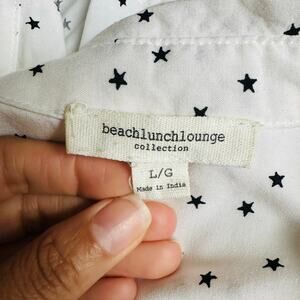 beachlunchlounge
collection
L/G
Made in India